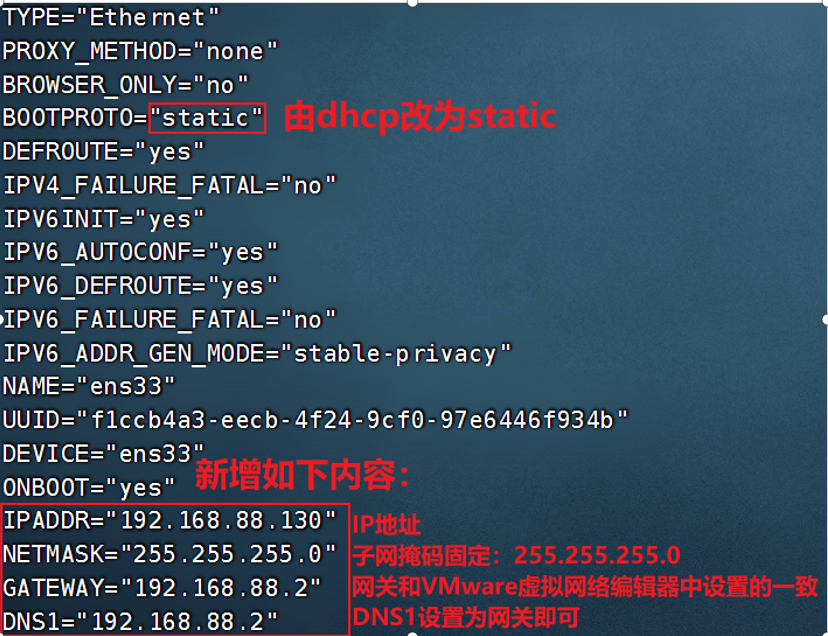 TYPE="Ethernet"
PROXY_METHOD="none"
BROWSER_ONLY="no"
BOOTPROTO="static" 由dhcp改为static
DEFROUTE="yes"
IPV4_FAILURE_FATAL="no"
IPV6INIT="yes"
IPV6_AUTOCONF="yes"
IPV6_DEFROUTE="yes"
IPV6_FAILURE_FATAL="no"
IPV6_ADDR_GEN_MODE="stable-privacy"
NAME="ens33"
UUID="f1ccb4a3-eecb-4f24-9cf0-97e6446f934b"
DEVICE="ens33"
ONBOOT="yes" 新增如下内容：
IPADDR="192.168.88.130" IP地址
NETMASK="255.255.255.0" 子网掩码固定：255.255.255.0
GATEWAY="192.168.88.2" 网关和VMware虚拟网络编辑器中设置的一致
DNS1="192.168.88.2" DNS1设置为网关即可